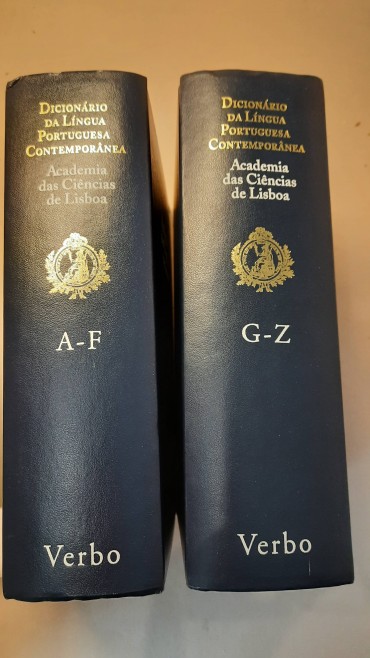 DICIONÁRIO
DA LÍNGUA
PORTUGUESA
CONTEMPORÂNEA
Academia
das Ciências
de Lisboa
A-F
Verbo
DICIONÁRIO
DA LÍNGUA
PORTUGUESA
CONTEMPORÂNEA
Academia
das Ciências
de Lisboa
G-Z
Verbo